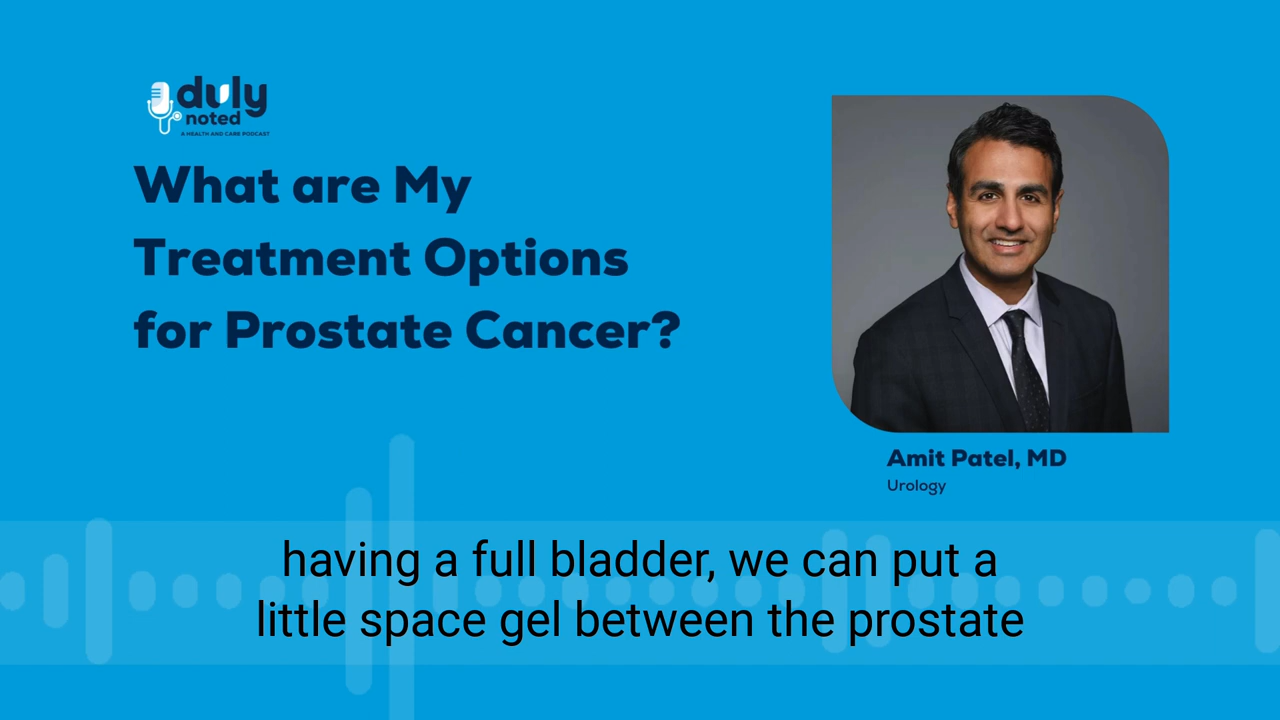 duly
noted
A HEALTH AND CARE PODCAST
What are My
Treatment Options
for Prostate Cancer?
Amit Patel, MD
Urology
having a full bladder, we can put a
little space gel between the prostate